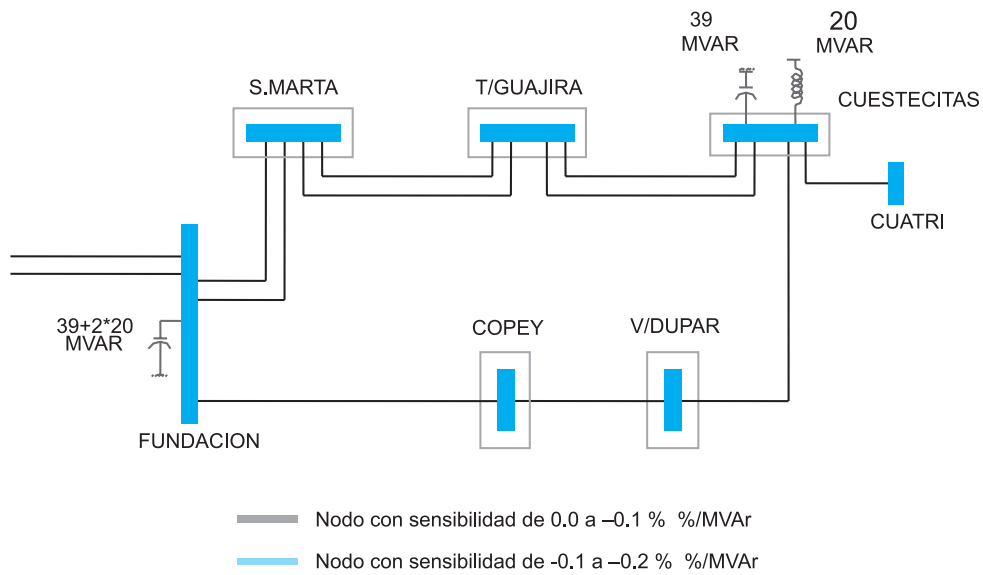 39
MVAR
20
MVAR
S.MARTA
T/GUAJIRA
CUESTECITAS
CUATRI
39+2*20
MVAR
COPEY
V/DUPAR
FUNDACION
Nodo con sensibilidad de 0.0 a –0.1 % %/MVAr
Nodo con sensibilidad de -0.1 a –0.2 % %/MVAr